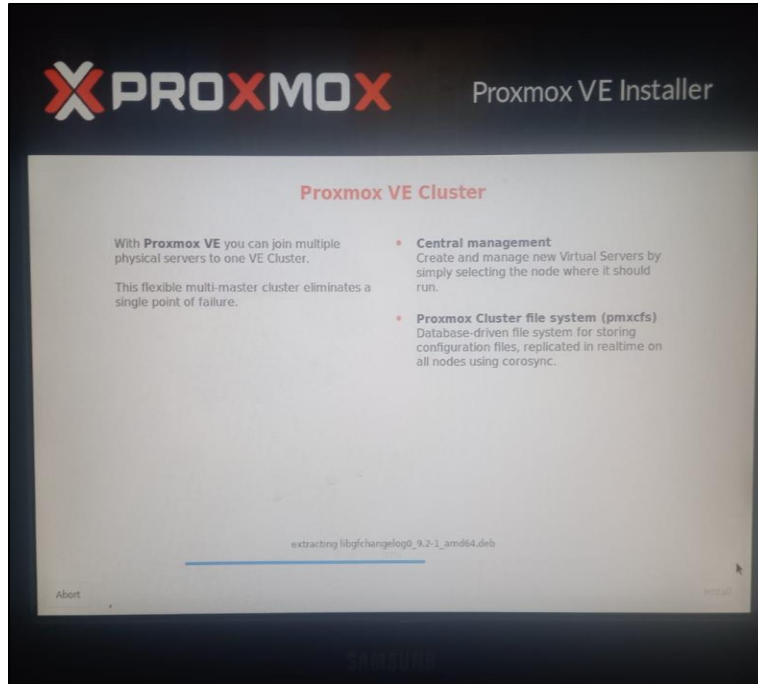 PROXMOX
Proxmox VE Installer
Proxmox VE Cluster
With Proxmox VE you can join multiple
physical servers to one VE Cluster.
This flexible multi-master cluster eliminates a
single point of failure.
Central management
Create and manage new Virtual Servers by
simply selecting the node where it should
run.
Proxmox Cluster file system (pmxcfs)
Database-driven file system for storing
configuration files, replicated in realtime on
all nodes using corosync.
extracting libgfchangelog0_9.2-1_amd64.deb
Abort
Install
SAMSUNG